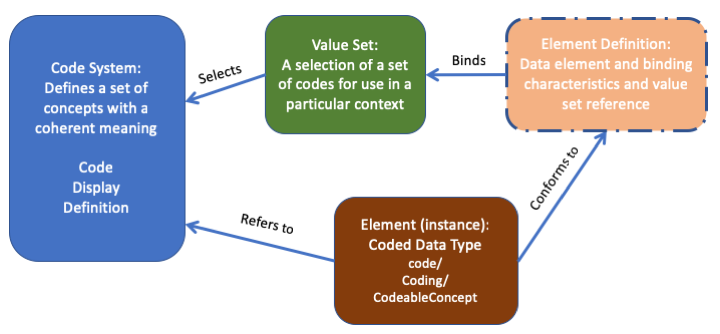 Code System:
Defines a set of
concepts with a
coherent meaning
Code
Display
Definition
Selects
Value Set:
A selection of a set
of codes for use in a
particular context
Binds
Element Definition:
Data element and binding
characteristics and value
set reference
Conforms to
Refers to
Element (instance):
Coded Data Type
code/
Coding/
CodeableConcept